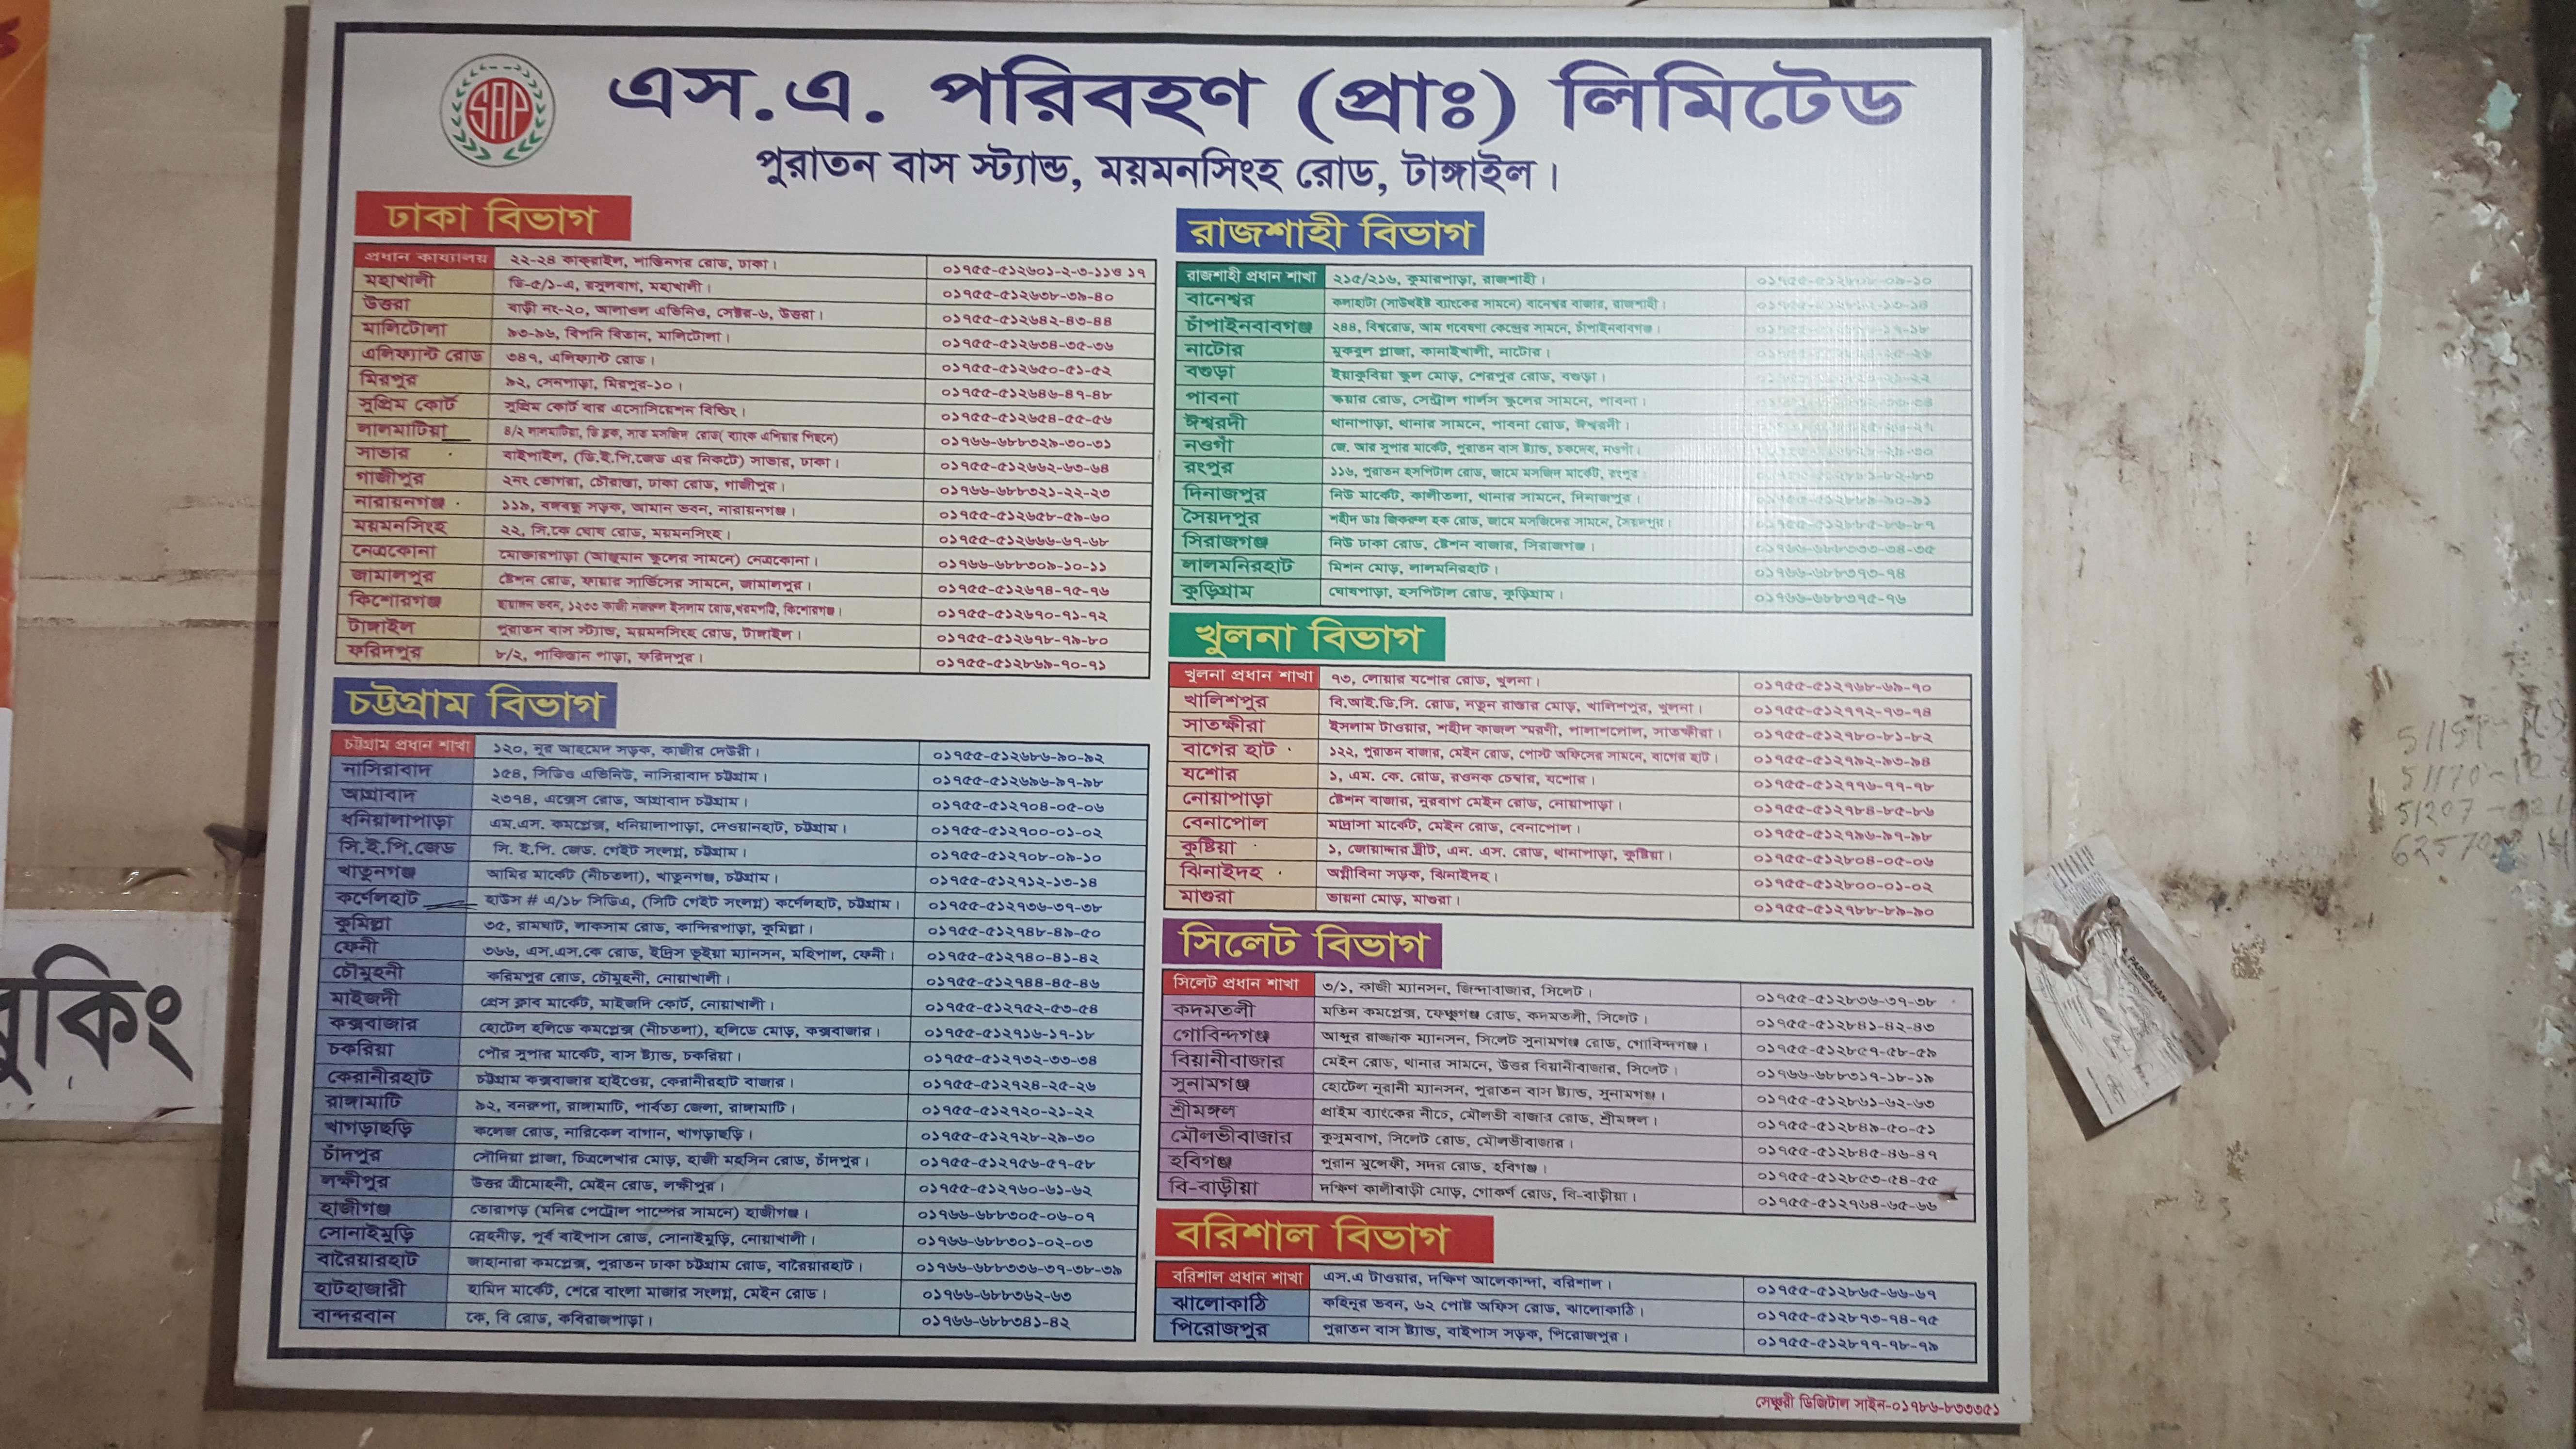 SAP
এস.এ. পরিবহণ (প্রাঃ) লিমিটেড
পুরাতন বাস স্ট্যান্ড, ময়মনসিংহ রোড, টাঙ্গাইল।
ঢাকা বিভাগ
প্রধান কার্যালয় ২২-২৪ কাকরাইল, শান্তিনগর রোড, ঢাকা। ০১৭৫৫-৫১২৬০১-২-৩-১১ও ১৭
মহাখালী ডি-৫/১-এ, রসুলবাগ, মহাখালী। ০১৭৫৫-৫১২৬৩৮-৩৯-৪০
উত্তরা বাড়ী নং-২০, আলাওল এভিনিও, সেক্টর-৬, উত্তরা। ০১৭৫৫-৫১২৬৪২-৪৩-৪৪
মালিটোলা ৯৩-৯৬, বিপনি বিতান, মালিটোলা। ০১৭৫৫-৫১২৬৩৪-৩৫-৩৬
এলিফ্যান্ট রোড ৩৪৭, এলিফ্যান্ট রোড। ০১৭৫৫-৫১২৬৫০-৫১-৫২
মিরপুর ৯২, সেনপাড়া, মিরপুর-১০। ০১৭৫৫-৫১২৬৪৬-৪৭-৪৮
সুপ্রিম কোর্ট সুপ্রিম কোর্ট বার এসোসিয়েশন বিল্ডিং। ০১৭৫৫-৫১২৬৫৪-৫৫-৫৬
লালমাটিয়া ৪/২ লালমাটিয়া, ডি ব্লক, সাত মসজিদ রোড( ব্যাংক এশিয়ার পিছনে) ০১৭৬৬-৬৮৮৩২৯-৩০-৩১
সাভার বাইপাইল, (ডি.ই.পি.জেড এর নিকটে) সাভার, ঢাকা। ০১৭৫৫-৫১২৬৬২-৬৩-৬৪
গাজীপুর ২নং ভোগরা, চৌরাস্তা, ঢাকা রোড, গাজীপুর। ০১৭৬৬-৬৮৮৩২১-২২-২৩
নারায়নগঞ্জ ১১৯, বঙ্গবন্ধু সড়ক, আমান ভবন, নারায়নগঞ্জ। ০১৭৫৫-৫১২৬৫৮-৫৯-৬০
ময়মনসিংহ ২২, সি.কে ঘোষ রোড, ময়মনসিংহ। ০১৭৫৫-৫১২৬৬৬-৬৭-৬৮
নেত্রকোনা মোক্তারপাড়া (আঞ্জুমান স্কুলের সামনে) নেত্রকোনা। ০১৭৬৬-৬৮৮৩০৯-১০-১১
জামালপুর ষ্টেশন রোড, ফায়ার সার্ভিসের সামনে, জামালপুর। ০১৭৫৫-৫১২৬৭৪-৭৫-৭৬
কিশোরগঞ্জ ভবন, ১২৩৩ কাজী নজরুল ইসলাম রোড,খরমপট্টি, কিশোরগঞ্জ। ০১৭৫৫-৫১২৬৭০-৭১-৭২
টাঙ্গাইল পুরাতন বাস স্ট্যান্ড, ময়মনসিংহ রোড, টাঙ্গাইল। ০১৭৫৫-৫১২৬৭৮-৭৯-৮০
ফরিদপুর ৮/২, পাকিস্তান পাড়া, ফরিদপুর। ০১৭৫৫-৫১২৮৬৯-৭০-৭১
চট্টগ্রাম বিভাগ
চট্টগ্রাম প্রধান শাখা ১২০, নূর আহমেদ সড়ক, কাজীর দেউরী। ০১৭৫৫-৫১২৬৮৬-৯০-৯২
নাসিরাবাদ ১৫৪, সিডিও এভিনিউ, নাসিরাবাদ চট্টগ্রাম। ০১৭৫৫-৫১২৬৯৬-৯৭-৯৮
আগ্রাবাদ ২৩৭৪, এক্সেস রোড, আগ্রাবাদ চট্টগ্রাম। ০১৭৫৫-৫১২৭০৪-০৫-০৬
ধনিয়ালাপাড়া এম.এস. কমপ্লেক্স, ধনিয়ালাপাড়া, দেওয়ানহাট, চট্টগ্রাম। ০১৭৫৫-৫১২৭০০-০১-০২
সি.ই.পি.জেড সি. ই.পি. জেড. গেইট সংলগ্ন, চট্টগ্রাম। ০১৭৫৫-৫১২৭০৮-০৯-১০
খাতুনগঞ্জ আমির মার্কেট (নীচতলা), খাতুনগঞ্জ, চট্টগ্রাম। ০১৭৫৫-৫১২৭১২-১৩-১৪
কর্ণেলহাট হাউস # এ/১৮ সিডিএ, (সিটি গেইট সংলগ্ন) কর্ণেলহাট, চট্টগ্রাম। ০১৭৫৫-৫১২৭৩৬-৩৭-৩৮
কুমিল্লা ৩৫, রামঘাট, লাকসাম রোড, কান্দিরপাড়া, কুমিল্লা। ০১৭৫৫-৫১২৭৪৮-৪৯-৫০
ফেনী ৩৬৬, এস.এস.কে রোড, ইদ্রিস ভূইয়া ম্যানসন, মহিপাল, ফেনী। ০১৭৫৫-৫১২৭৪০-৪১-৪২
চৌমুহনী করিমপুর রোড, চৌমুহনী, নোয়াখালী। ০১৭৫৫-৫১২৭৪৪-৪৫-৪৬
মাইজদী প্রেস ক্লাব মার্কেট, মাইজদি কোর্ট, নোয়াখালী। ০১৭৫৫-৫১২৭৫২-৫৩-৫৪
কক্সবাজার হোটেল হলিডে কমপ্লেক্স (নীচতলা), হলিডে মোড়, কক্সবাজার। ০১৭৫৫-৫১২৭১৬-১৭-১৮
চকরিয়া পৌর সুপার মার্কেট, বাস ষ্ট্যান্ড, চকরিয়া। ০১৭৫৫-৫১২৭৩২-৩৩-৩৪
কেরানীরহাট চট্টগ্রাম কক্সবাজার হাইওয়ে, কেরানীরহাট বাজার। ০১৭৫৫-৫১২৭২৪-২৫-২৬
রাঙ্গামাটি ৯২, বনরুপা, রাঙ্গামাটি, পার্বত্য জেলা, রাঙ্গামাটি। ০১৭৫৫-৫১২৭২০-২১-২২
খাগড়াছড়ি কলেজ রোড, নারিকেল বাগান, খাগড়াছড়ি। ০১৭৫৫-৫১২৭২৮-২৯-৩০
চাঁদপুর সৌদিয়া প্লাজা, চিত্রলেখার মোড়, হাজী মহসিন রোড, চাঁদপুর। ০১৭৫৫-৫১২৭৫৬-৫৭-৫৮
লক্ষীপুর উত্তর ত্রীমোহনী, মেইন রোড, লক্ষীপুর। ০১৭৫৫-৫১২৭৬০-৬১-৬২
হাজীগঞ্জ তোরাগড় (মনির পেট্রোল পাম্পের সামনে) হাজীগঞ্জ। ০১৭৬৬-৬৮৮৩০৫-০৬-০৭
সোনাইমুড়ি স্নেহনীড়, পূর্ব বাইপাস রোড, সোনাইমুড়ি, নোয়াখালী। ০১৭৬৬-৬৮৮৩০১-০২-০৩
বারৈয়ারহাট জাহানারা কমপ্লেক্স, পুরাতন ঢাকা চট্টগ্রাম রোড, বারৈয়ারহাট। ০১৭৬৬-৬৮৮৩৩৬-৩৭-৩৮-৩৯
হাটহাজারী হামিদ মার্কেট, শেরে বাংলা মাজার সংলগ্ন, মেইন রোড। ০১৭৬৬-৬৮৮৩৬২-৬৩
বান্দরবান কে, বি রোড, কবিরাজপাড়া। ০১৭৬৬-৬৮৮৩৪১-৪২
রাজশাহী বিভাগ
রাজশাহী প্রধান শাখা ২১৫/২১৬, কুমারপাড়া, রাজশাহী।
বানেশ্বর কলাহাটা (সাউথইষ্ট ব্যাংকের সামনে) বানেশ্বর বাজার, রাজশাহী।
চাঁপাইনবাবগঞ্জ ২৪৪, বিশ্বরোড, আম গবেষণা কেন্দ্রের সামনে, চাঁপাইনবাবগঞ্জ।
নাটোর মুকবুল প্লাজা, কানাইখালী, নাটোর।
বগুড়া ইয়াকুবিয়া স্কুল মোড়, শেরপুর রোড, বগুড়া।
পাবনা স্কয়ার রোড, সেন্ট্রাল গার্লস স্কুলের সামনে, পাবনা।
ঈশ্বরদী থানাপাড়া, থানার সামনে, পাবনা রোড, ঈশ্বরদী।
নওগাঁ জে. আর সুপার মার্কেট, পুরাতন বাস ষ্ট্যান্ড, চকদেব, নওগাঁ।
রংপুর ১১৬, পুরাতন হসপিটাল রোড, জামে মসজিদ মার্কেট, রংপুর।
দিনাজপুর নিউ মার্কেট, কালীতলা, থানার সামনে, দিনাজপুর।
সৈয়দপুর শহীদ ডাঃ জিকরুল হক রোড, জামে মসজিদের সামনে, সৈয়দপুর। ০১৭৫৫-৫১২৮৮৫-৮৬-৮৭
সিরাজগঞ্জ নিউ ঢাকা রোড, ষ্টেশন বাজার, সিরাজগঞ্জ। ০১৭৬৬-৬৮৮৩৩৩-৩৪-৩৫
লালমনিরহাট মিশন মোড়, লালমনিরহাট। ০১৭৬৬-৬৮৮৩৭৩-৭৪
কুড়িগ্রাম ঘোষপাড়া, হসপিটাল রোড, কুড়িগ্রাম। ০১৭৬৬-৬৮৮৩৭৫-৭৬
খুলনা বিভাগ
খুলনা প্রধান শাখা ৭৩, লোয়ার যশোর রোড, খুলনা। ০১৭৫৫-৫১২৭৬৮-৬৯-৭০
খালিশপুর বি.আই.ডি.সি. রোড, নতুন রাস্তার মোড়, খালিশপুর, খুলনা। ০১৭৫৫-৫১২৭৭২-৭৩-৭৪
সাতক্ষীরা ইসলাম টাওয়ার, শহীদ কাজল স্মরণী, পালাশপোল, সাতক্ষীরা। ০১৭৫৫-৫১২৭৮০-৮১-৮২
বাগের হাট ১২২, পুরাতন বাজার, মেইন রোড, পোস্ট অফিসের সামনে, বাগের হাট। ০১৭৫৫-৫১২৭৯২-৯৩-৯৪
যশোর ১, এম. কে. রোড, রওনক চেম্বার, যশোর। ০১৭৫৫-৫১২৭৭৬-৭৭-৭৮
নোয়াপাড়া ষ্টেশন বাজার, নূরবাগ মেইন রোড, নোয়াপাড়া। ০১৭৫৫-৫১২৭৮৪-৮৫-৮৬
বেনাপোল মাদ্রাসা মার্কেট, মেইন রোড, বেনাপোল। ০১৭৫৫-৫১২৭৯৬-৯৭-৯৮
কুষ্টিয়া ১, জোয়াদ্দার ষ্ট্রীট, এন. এস. রোড, থানাপাড়া, কুষ্টিয়া। ০১৭৫৫-৫১২৮০৪-০৫-০৬
ঝিনাইদহ অগ্নীবিনা সড়ক, ঝিনাইদহ। ০১৭৫৫-৫১২৮০০-০১-০২
মাগুরা ভায়না মোড়, মাগুরা। ০১৭৫৫-৫১২৭৮৮-৮৯-৯০
সিলেট বিভাগ
সিলেট প্রধান শাখা ৩/১, কাজী ম্যানসন, জিন্দাবাজার, সিলেট। ০১৭৫৫-৫১২৮৩৬-৩৭-৩৮
কদমতলী মতিন কমপ্লেক্স, ফেঞ্চুগঞ্জ রোড, কদমতলী, সিলেট। ০১৭৫৫-৫১২৮৪১-৪২-৪৩
গোবিন্দগঞ্জ আব্দুর রাজ্জাক ম্যানসন, সিলেট সুনামগঞ্জ রোড, গোবিন্দগঞ্জ। ০১৭৫৫-৫১২৮৫৭-৫৮-৫৯
বিয়ানীবাজার মেইন রোড, থানার সামনে, উত্তর বিয়ানীবাজার, সিলেট। ০১৭৬৬-৬৮৮৩১৭-১৮-১৯
সুনামগঞ্জ হোটেল নূরানী ম্যানসন, পুরাতন বাস ষ্ট্যান্ড, সুনামগঞ্জ। ০১৭৫৫-৫১২৮৬১-৬২-৬৩
শ্রীমঙ্গল প্রাইম ব্যাংকের নীচে, মৌলভী বাজার রোড, শ্রীমঙ্গল। ০১৭৫৫-৫১২৮৪৯-৫০-৫১
মৌলভীবাজার কুসুমবাগ, সিলেট রোড, মৌলভীবাজার। ০১৭৫৫-৫১২৮৪৫-৪৬-৪৭
হবিগঞ্জ পুরান মুন্সেফী, সদর রোড, হবিগঞ্জ। ০১৭৫৫-৫১২৮৫৩-৫৪-৫৫
বি-বাড়ীয়া দক্ষিণ কালীবাড়ী মোড়, গোকর্ণ রোড, বি-বাড়ীয়া। ০১৭৫৫-৫১২৭৬৪-৬৫-৬৬
বরিশাল বিভাগ
বরিশাল প্রধান শাখা এস.এ টাওয়ার, দক্ষিণ আলেকান্দা, বরিশাল। ০১৭৫৫-৫১২৮৬৫-৬৬-৬৭
ঝালোকাঠি কহিনুর ভবন, ৬২ পোষ্ট অফিস রোড, ঝালোকাঠি। ০১৭৫৫-৫১২৮৭৩-৭৪-৭৫
পিরোজপুর পুরাতন বাস ষ্ট্যান্ড, বাইপাস সড়ক, পিরোজপুর। ০১৭৫৫-৫১২৮৭৭-৭৮-৭৯
সেঞ্চুরী ডিজিটাল সাইন-০১৭৮৬-৮৩৩৩৫১
বুকিং
PARIBAHAN